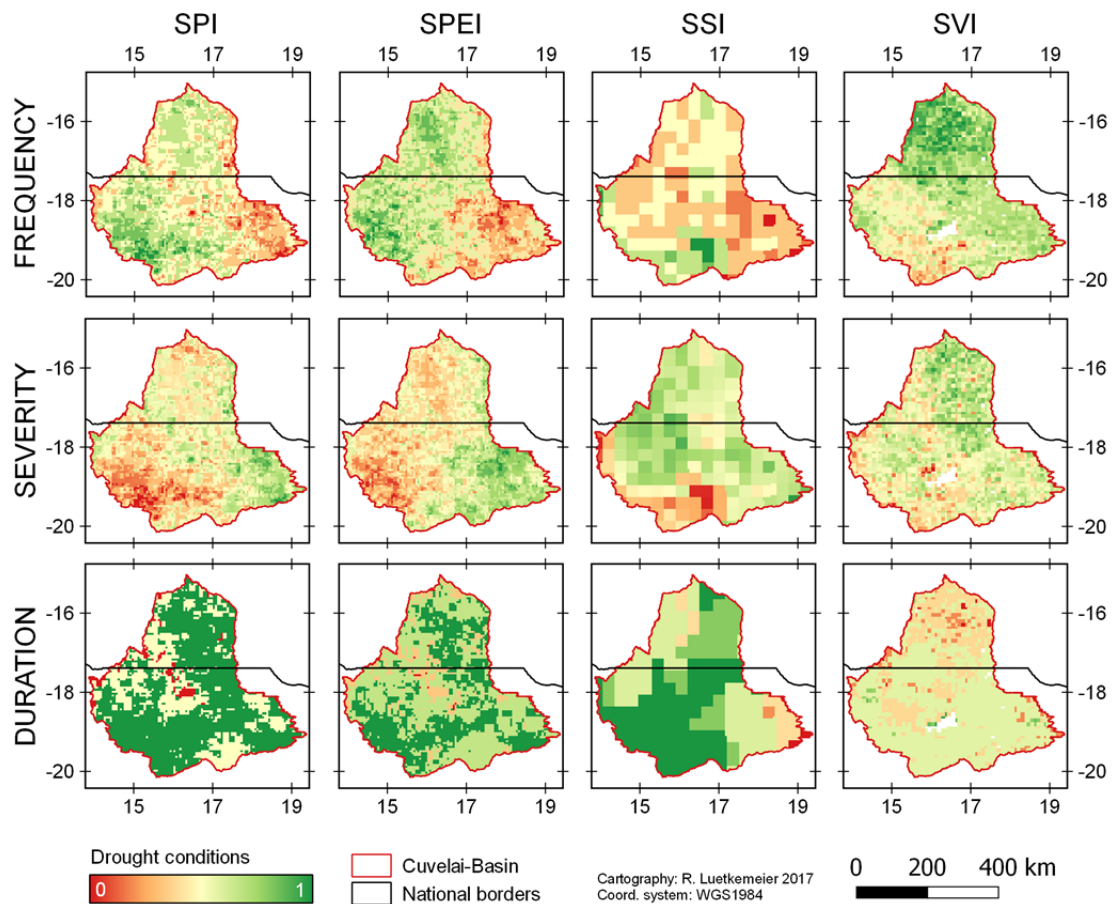 SPI SPEI SSI SVI
15 17 19 15 17 19 15 17 19 15 17 19
FREQUENCY
-16 -16
-18 -18
-20 -20
SEVERITY
-16 -16
-18 -18
-20 -20
DURATION
-16 -16
-18 -18
-20 -20
15 17 19 15 17 19 15 17 19 15 17 19
Drought conditions
0 1
Cuvelai-Basin
National borders
Cartography: R. Luetkemeier 2017
Coord. system: WGS1984
0 200 400 km